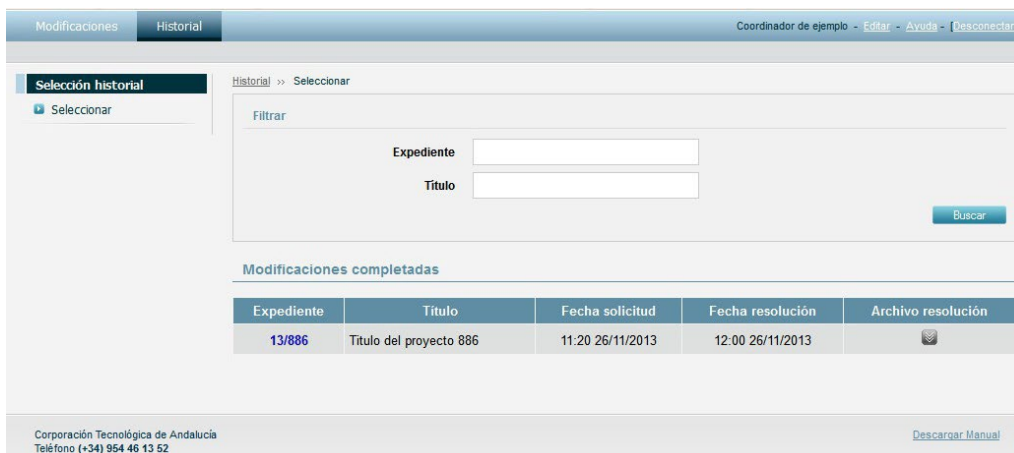 Modificaciones Historial Coordinador de ejemplo - Editar - Ayuda - [Desconectar
Selección historial
Seleccionar
Historial >> Seleccionar
Filtrar
Expediente
Título
Buscar
Modificaciones completadas
Expediente Título Fecha solicitud Fecha resolución Archivo resolución
13/886 Titulo del proyecto 886 11:20 26/11/2013 12:00 26/11/2013
Corporación Tecnológica de Andalucía
Teléfono (+34) 954 46 13 52
Descargar Manual